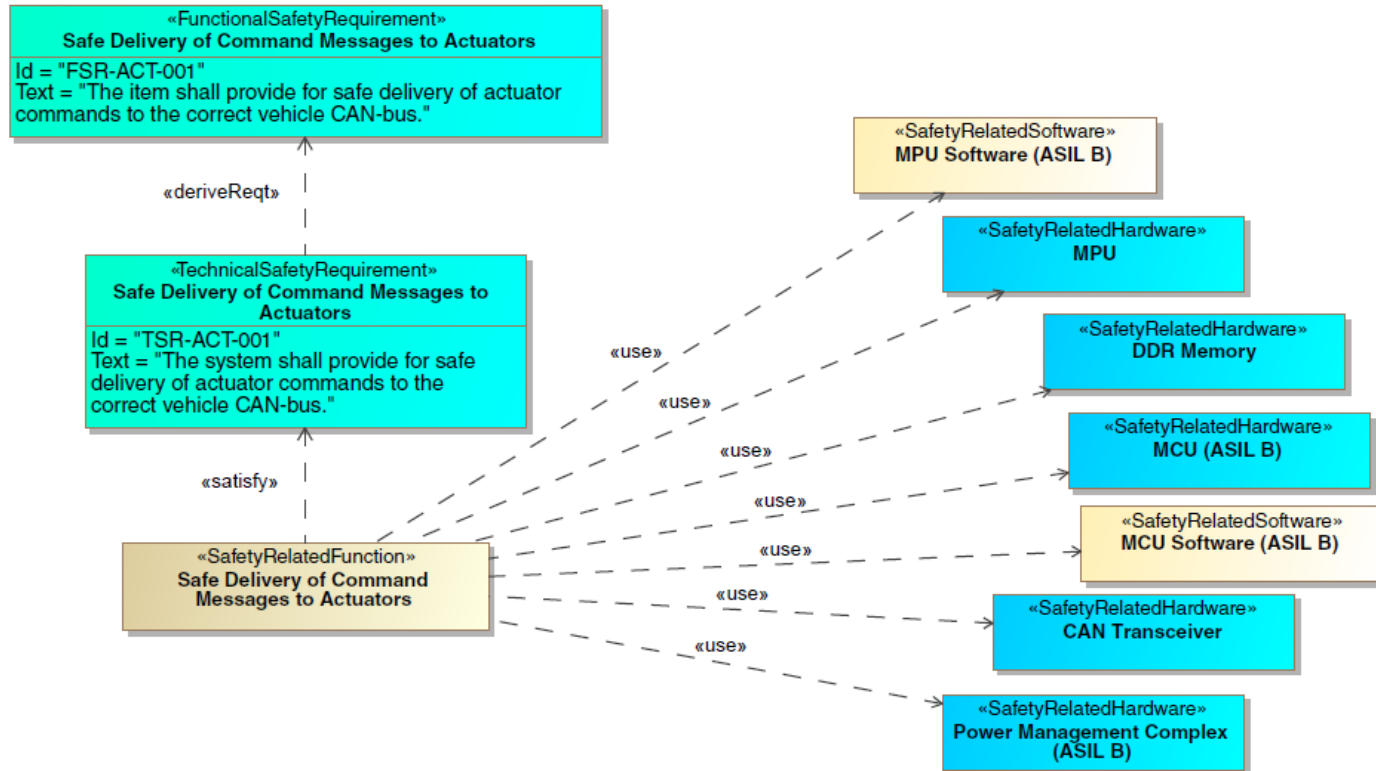 «FunctionalSafetyRequirement»
Safe Delivery of Command Messages to Actuators
Id = "FSR-ACT-001"
Text = "The item shall provide for safe delivery of actuator
commands to the correct vehicle CAN-bus."
«deriveReqt»
«TechnicalSafetyRequirement»
Safe Delivery of Command Messages to
Actuators
Id = "TSR-ACT-001"
Text = "The system shall provide for safe
delivery of actuator commands to the
correct vehicle CAN-bus."
«satisfy»
«SafetyRelatedFunction»
Safe Delivery of Command
Messages to Actuators
«use»
«SafetyRelatedSoftware»
MPU Software (ASIL B)
«use»
«SafetyRelatedHardware»
MPU
«use»
«SafetyRelatedHardware»
DDR Memory
«use»
«SafetyRelatedHardware»
MCU (ASIL B)
«use»
«SafetyRelatedSoftware»
MCU Software (ASIL B)
«use»
«SafetyRelatedHardware»
CAN Transceiver
«use»
«SafetyRelatedHardware»
Power Management Complex
(ASIL B)